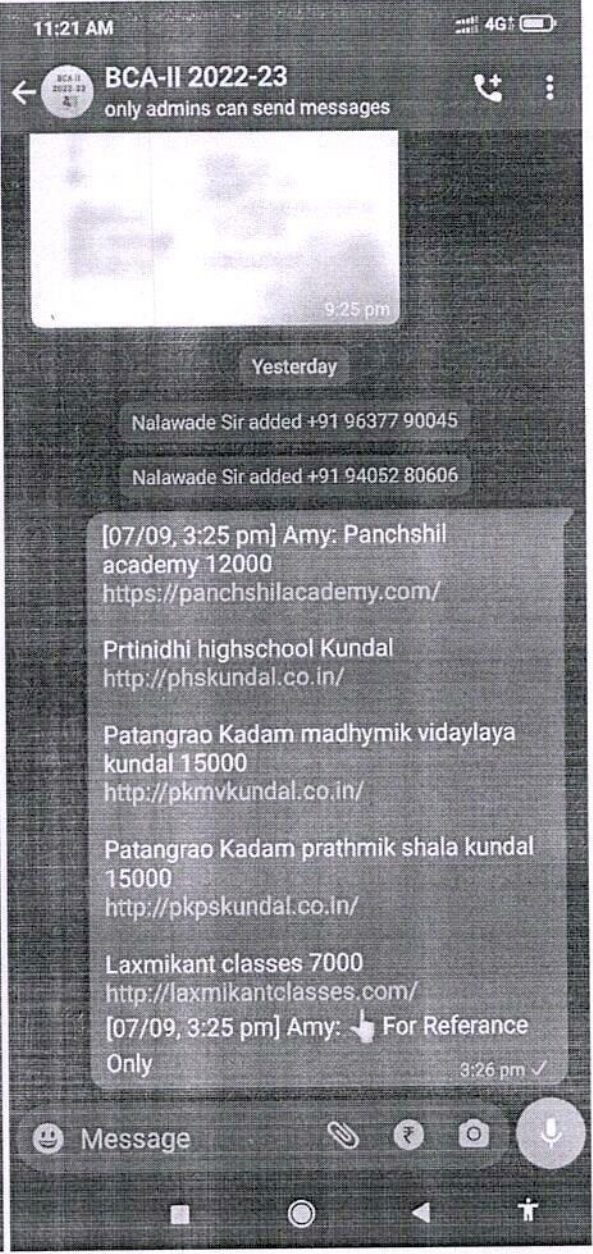 11:21 AM
4G
BCA-II 2022-23
only admins can send messages
BCA-II
2022-23
9:25 pm
Yesterday
Nalawade Sir added +91 96377 90045
Nalawade Sir added +91 94052 80606
[07/09, 3:25 pm] Amy: Panchshil
academy 12000
https://panchshilacademy.com/
Prtinidhi highschool Kundal
http://phskundal.co.in/
Patangrao Kadam madhymik vidaylaya
kundal 15000
http://pkmvkundal.co.in/
Patangrao Kadam prathmik shala kundal
15000
http://pkpskundal.co.in/
Laxmikant classes 7000
http://laxmikantclasses.com/
[07/09, 3:25 pm] Amy: 👆 For Referance
Only
3:26 pm ✓
Message
₹